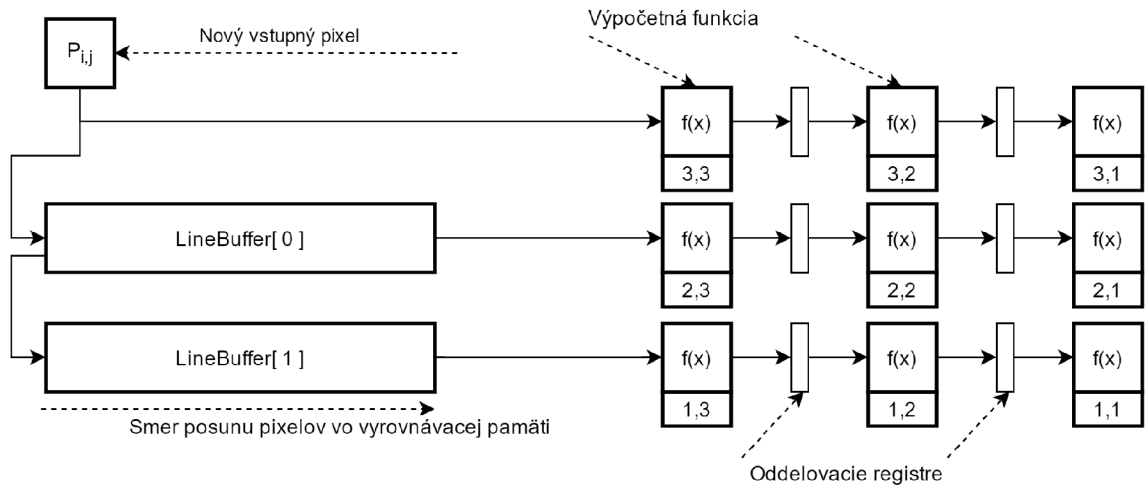 Výpočetná funkcia
Nový vstupný pixel
Pi,j
f(x) f(x) f(x)
3,3 3,2 3,1
LineBuffer[ 0 ] f(x) f(x) f(x)
2,3 2,2 2,1
LineBuffer[ 1 ] f(x) f(x) f(x)
1,3 1,2 1,1
Smer posunu pixelov vo vyrovnávacej pamäti
Oddelovacie registre